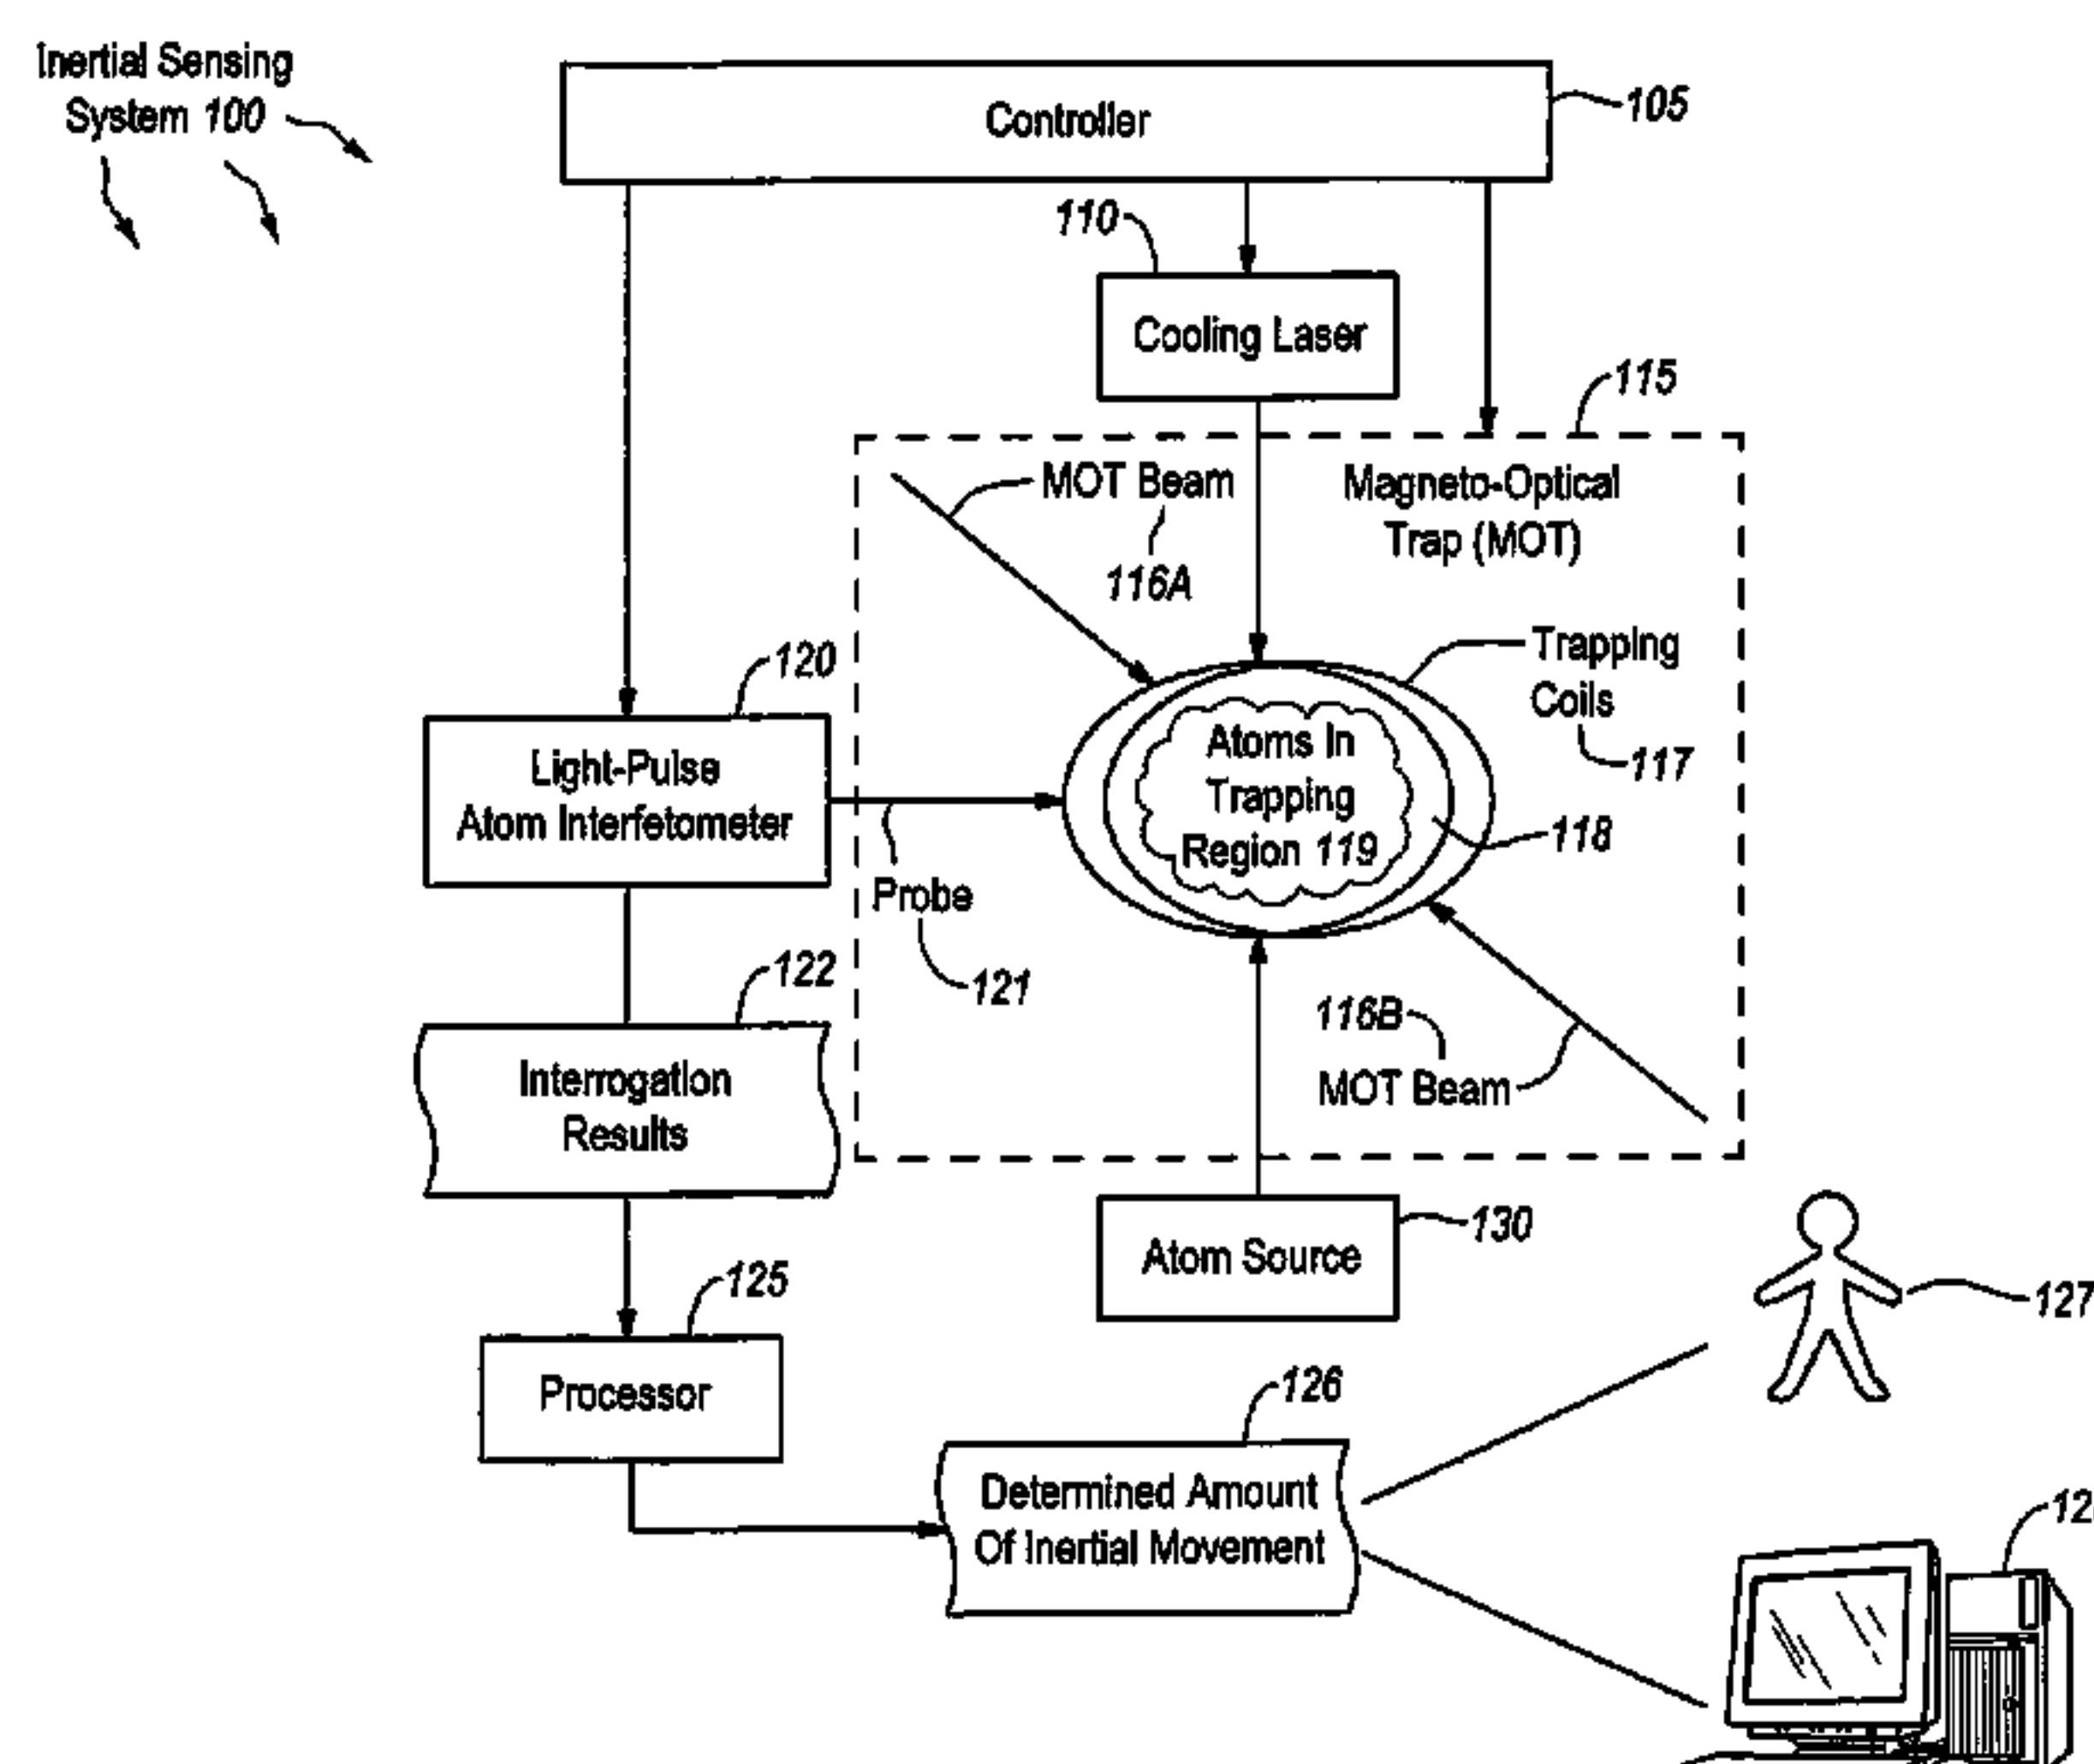 Inertial Sensing
System 100
Controller
105
110
Cooling Laser
115
MOT Beam
116A
Magneto-Optical
Trap (MOT)
120
Trapping
Coils
117
Light-Pulse
Atom Interfetometer
Atoms In
Trapping
Region 119
118
Probe
121
122
116B
MOT Beam
Interrogation
Results
130
Atom Source
125
127
Processor
126
Determined Amount
Of Inertial Movement